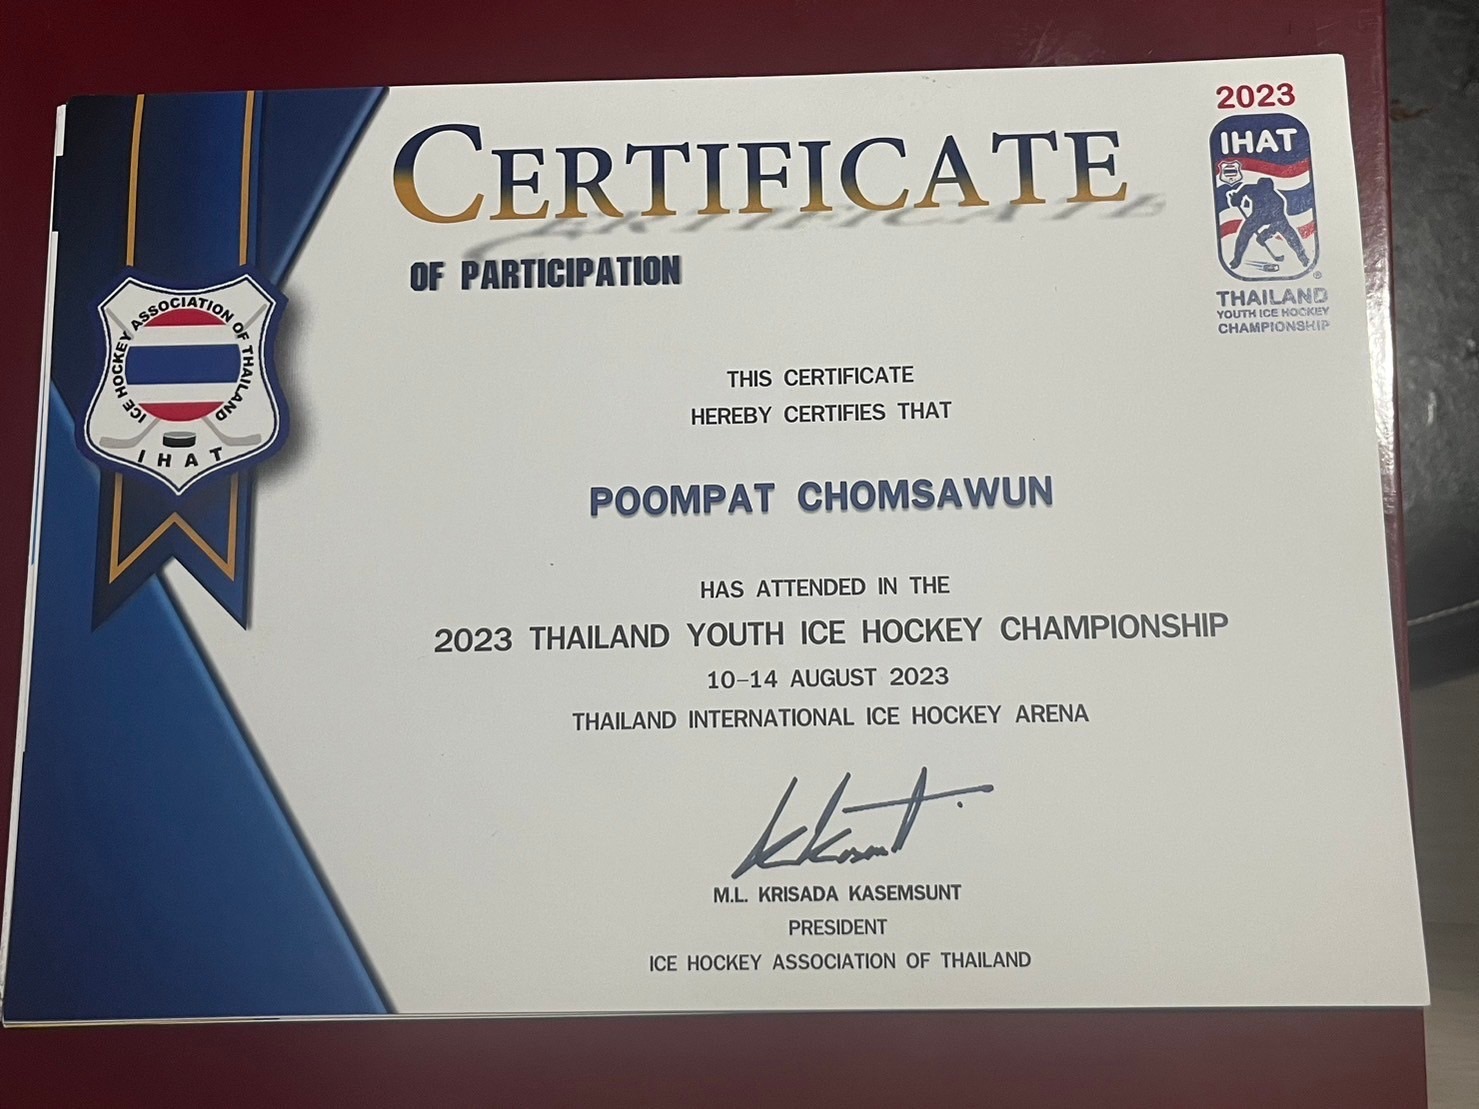 CERTIFICATE
OF PARTICIPATION
2023
IHAT
THAILAND
YOUTH ICE HOCKEY
CHAMPIONSHIP
ICE HOCKEY ASSOCIATION OF THAILAND
IHAT
THIS CERTIFICATE
HEREBY CERTIFIES THAT
POOMPAT CHOMSAWUN
HAS ATTENDED IN THE
2023 THAILAND YOUTH ICE HOCKEY CHAMPIONSHIP
10-14 AUGUST 2023
THAILAND INTERNATIONAL ICE HOCKEY ARENA
M.L. KRISADA KASEMSUNT
PRESIDENT
ICE HOCKEY ASSOCIATION OF THAILAND